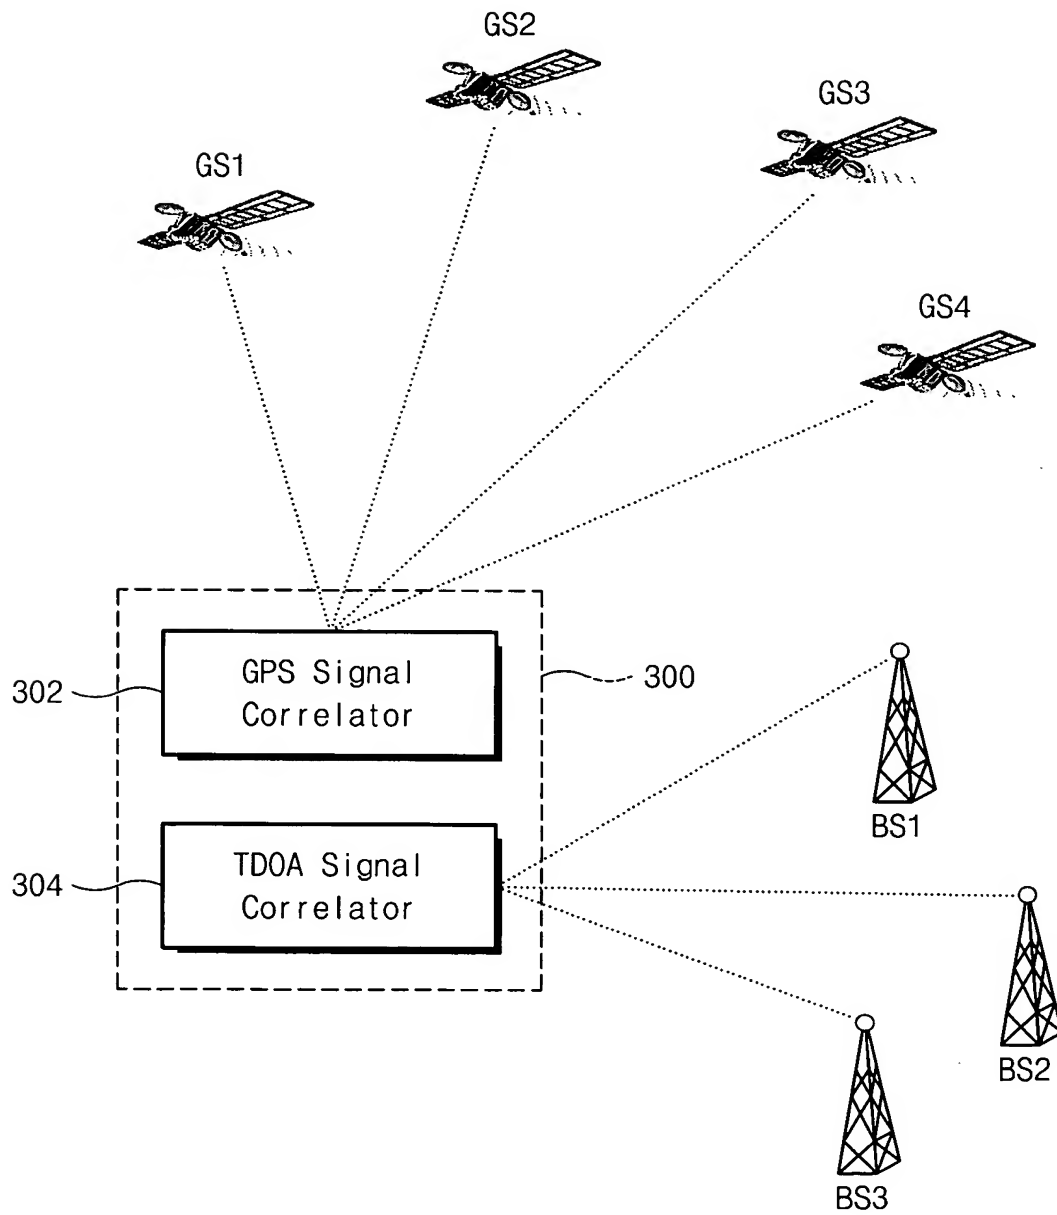 GS2
GS3
GS1
GS4
GPS Signal
Correlator
302
300
TDOA Signal
Correlator
304
BS1
BS2
BS3